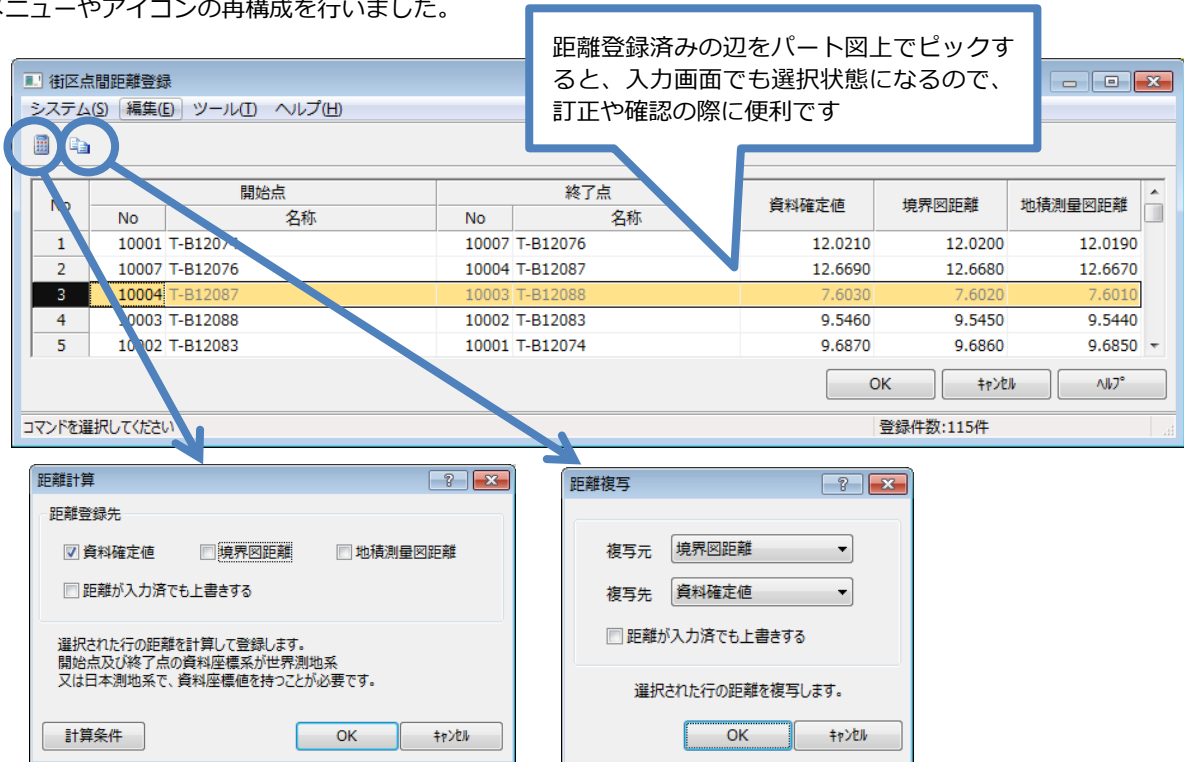 メニューやアイコンの再構成を行いました。
距離登録済みの辺をパート図上でピックす
ると、入力画面でも選択状態になるので、
訂正や確認の際に便利です
街区点間距離登録
システム(S) 編集(E) ツール(T) ヘルプ(H)
No 開始点 終了点 資料確定値 境界図距離 地積測量図距離
No 名称 No 名称
1 10001 T-B12074 10007 T-B12076 12.0210 12.0200 12.0190
2 10007 T-B12076 10004 T-B12087 12.6690 12.6680 12.6670
3 10004 T-B12087 10003 T-B12088 7.6030 7.6020 7.6010
4 10003 T-B12088 10002 T-B12083 9.5460 9.5450 9.5440
5 10002 T-B12083 10001 T-B12074 9.6870 9.6860 9.6850
OK ｷｬﾝｾﾙ ﾍﾙﾌﾟ
コマンドを選択してください 登録件数:115件
距離計算
距離登録先
資料確定値 境界図距離 地積測量図距離
距離が入力済でも上書きする
選択された行の距離を計算して登録します。
開始点及び終了点の資料座標系が世界測地系
又は日本測地系で、資料座標値を持つことが必要です。
計算条件 OK ｷｬﾝｾﾙ
距離複写
複写元 境界図距離
複写先 資料確定値
距離が入力済でも上書きする
選択された行の距離を複写します。
OK ｷｬﾝｾﾙ